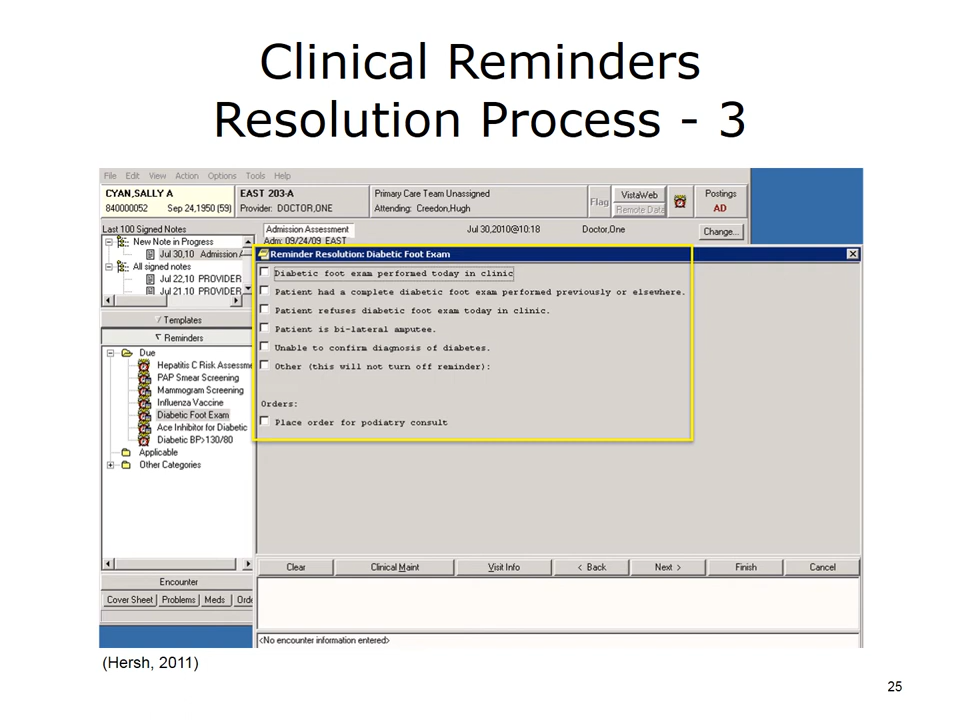 Clinical Reminders
Resolution Process - 3
File Edit View Action Options Tools Help
CYAN,SALLY A
840000052 Sep 24,1950 (59)
EAST 203-A
Provider: DOCTOR,ONE
Primary Care Team Unassigned
Attending: Creedon,Hugh
Flag
VistaWeb
Remote Data
Postings
AD
Last 100 Signed Notes
Admission Assessment
Adm: 09/24/09 EAST
Jul 30,2010@10:18
Doctor,One
Change...
New Note in Progress
Jul 30,10 Admission A
All signed notes
Jul 22,10 PROVIDER
Jul 21,10 PROVIDER
Templates
Reminders
Due
Hepatitis C Risk Assessme
PAP Smear Screening
Mammogram Screening
Influenza Vaccine
Diabetic Foot Exam
Ace Inhibitor for Diabetic
Diabetic BP>130/80
Applicable
Other Categories
Encounter
Cover Sheet Problems Meds Orde
Reminder Resolution: Diabetic Foot Exam
Diabetic foot exam performed today in clinic
Patient had a complete diabetic foot exam performed previously or elsewhere.
Patient refuses diabetic foot exam today in clinic.
Patient is bi-lateral amputee.
Unable to confirm diagnosis of diabetes.
Other (this will not turn off reminder):
Orders:
Place order for podiatry consult
Clear Clinical Maint Visit Info < Back Next > Finish Cancel
<No encounter information entered>
(Hersh, 2011)
25